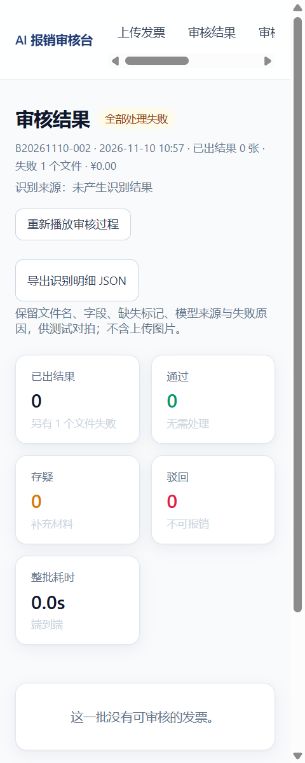 AI 报销审核台
上传发票 审核结果
审核结果 全部处理失败
B20261110-002 · 2026-11-10 10:57 · 已出结果 0 张 ·
失败 1 个文件 · ¥0.00
识别来源：未产生识别结果
重新播放审核过程
导出识别明细 JSON
保留文件名、字段、缺失标记、模型来源与失败原
因，供测试对拍；不含上传图片。
已出结果
0
另有 1 个文件失败
通过
0
无需处理
存疑
0
补充材料
驳回
0
不可报销
整批耗时
0.0s
端到端
这一批没有可审核的发票。